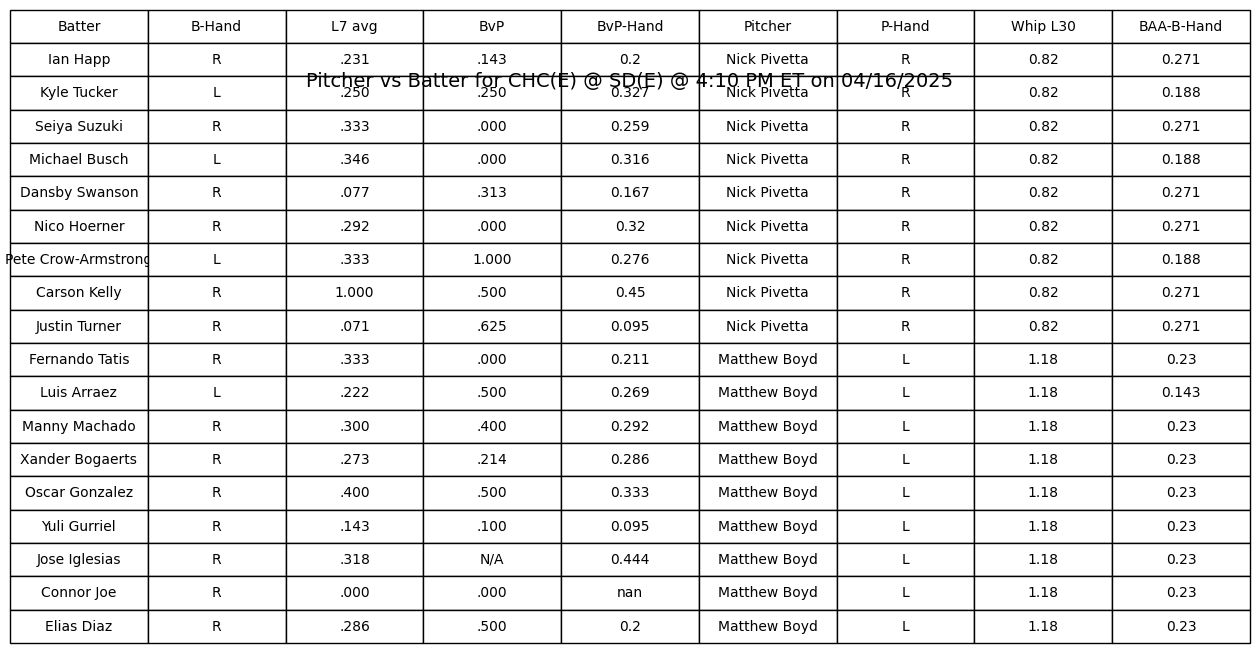 Batter B-Hand L7 avg BvP BvP-Hand Pitcher P-Hand Whip L30 BAA-B-Hand
Ian Happ R .231 .143 0.2 Nick Pivetta R 0.82 0.271
Pitcher vs Batter for CHC(E) @ SD(E) @ 4:10 PM ET on 04/16/2025
Kyle Tucker L .250 .250 0.327 Nick Pivetta R 0.82 0.188
Seiya Suzuki R .333 .000 0.259 Nick Pivetta R 0.82 0.271
Michael Busch L .346 .000 0.316 Nick Pivetta R 0.82 0.188
Dansby Swanson R .077 .313 0.167 Nick Pivetta R 0.82 0.271
Nico Hoerner R .292 .000 0.32 Nick Pivetta R 0.82 0.271
Pete Crow-Armstrong L .333 1.000 0.276 Nick Pivetta R 0.82 0.188
Carson Kelly R 1.000 .500 0.45 Nick Pivetta R 0.82 0.271
Justin Turner R .071 .625 0.095 Nick Pivetta R 0.82 0.271
Fernando Tatis R .333 .000 0.211 Matthew Boyd L 1.18 0.23
Luis Arraez L .222 .500 0.269 Matthew Boyd L 1.18 0.143
Manny Machado R .300 .400 0.292 Matthew Boyd L 1.18 0.23
Xander Bogaerts R .273 .214 0.286 Matthew Boyd L 1.18 0.23
Oscar Gonzalez R .400 .500 0.333 Matthew Boyd L 1.18 0.23
Yuli Gurriel R .143 .100 0.095 Matthew Boyd L 1.18 0.23
Jose Iglesias R .318 N/A 0.444 Matthew Boyd L 1.18 0.23
Connor Joe R .000 .000 nan Matthew Boyd L 1.18 0.23
Elias Diaz R .286 .500 0.2 Matthew Boyd L 1.18 0.23